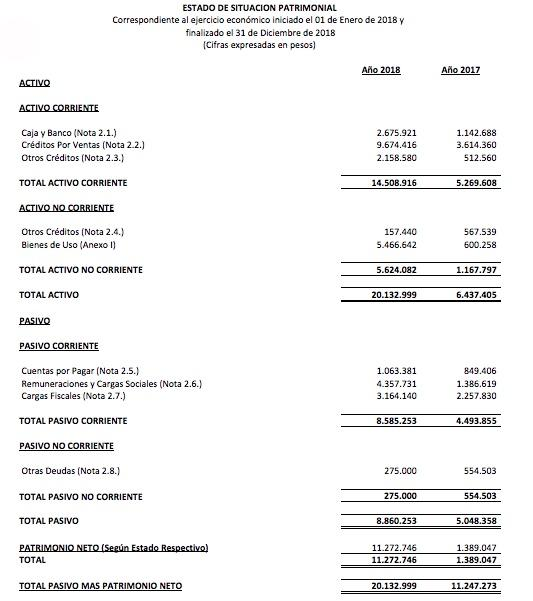 ESTADO DE SITUACION PATRIMONIAL
Correspondiente al ejercicio económico iniciado el 01 de Enero de 2018 y
finalizado el 31 de Diciembre de 2018
(Cifras expresadas en pesos)
Año 2018 Año 2017
ACTIVO
ACTIVO CORRIENTE
Caja y Banco (Nota 2.1.) 2.675.921 1.142.688
Créditos Por Ventas (Nota 2.2.) 9.674.416 3.614.360
Otros Créditos (Nota 2.3.) 2.158.580 512.560
TOTAL ACTIVO CORRIENTE 14.508.916 5.269.608
ACTIVO NO CORRIENTE
Otros Créditos (Nota 2.4.) 157.440 567.539
Bienes de Uso (Anexo I) 5.466.642 600.258
TOTAL ACTIVO NO CORRIENTE 5.624.082 1.167.797
TOTAL ACTIVO 20.132.999 6.437.405
PASIVO
PASIVO CORRIENTE
Cuentas por Pagar (Nota 2.5.) 1.063.381 849.406
Remuneraciones y Cargas Sociales (Nota 2.6.) 4.357.731 1.386.619
Cargas Fiscales (Nota 2.7.) 3.164.140 2.257.830
TOTAL PASIVO CORRIENTE 8.585.253 4.493.855
PASIVO NO CORRIENTE
Otras Deudas (Nota 2.8.) 275.000 554.503
TOTAL PASIVO NO CORRIENTE 275.000 554.503
TOTAL PASIVO 8.860.253 5.048.358
PATRIMONIO NETO (Según Estado Respectivo) 11.272.746 1.389.047
TOTAL 11.272.746 1.389.047
TOTAL PASIVO MAS PATRIMONIO NETO 20.132.999 11.247.273